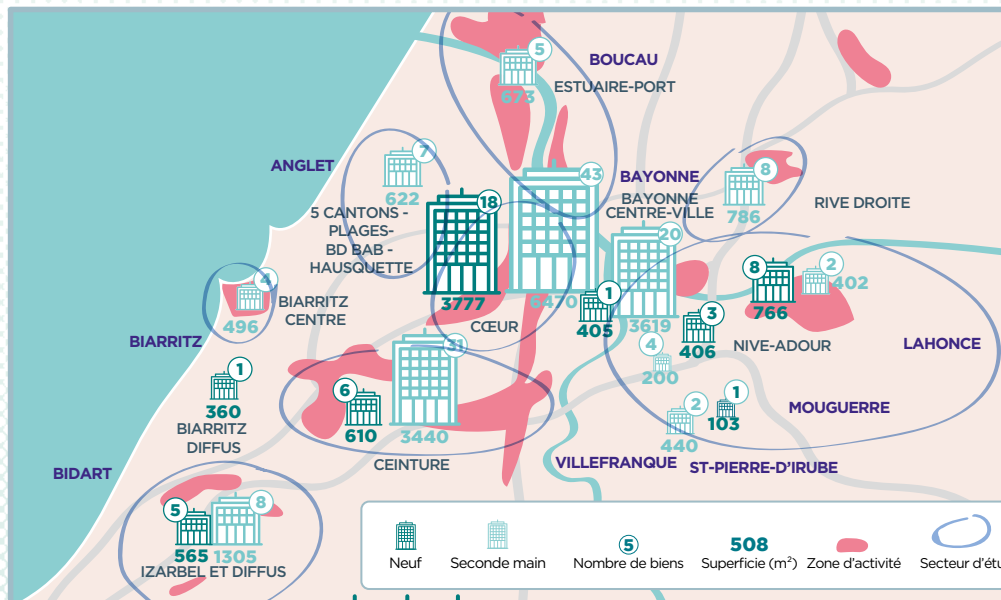 BOUCAU
5
673
ESTUAIRE-PORT
ANGLET
7
622
5 CANTONS -
PLAGES-
BD BAB -
HAUSQUETTE
18
3777
43
6470
CŒUR
BAYONNE
BAYONNE
CENTRE-VILLE
20
3619
8
786
RIVE DROITE
4
496
BIARRITZ
CENTRE
BIARRITZ
1
360
BIARRITZ
DIFFUS
1
405
3
406
8
766
2
402
NIVE-ADOUR
LAHONCE
4
200
2
440
1
103
MOUGUERRE
31
3440
6
610
CEINTURE
VILLEFRANQUE
ST-PIERRE-D'IRUBE
BIDART
5
565
8
1305
IZARBEL ET DIFFUS
Neuf
Seconde main
5
Nombre de biens
508
Superficie (m²)
Zone d'activité
Secteur d'étu